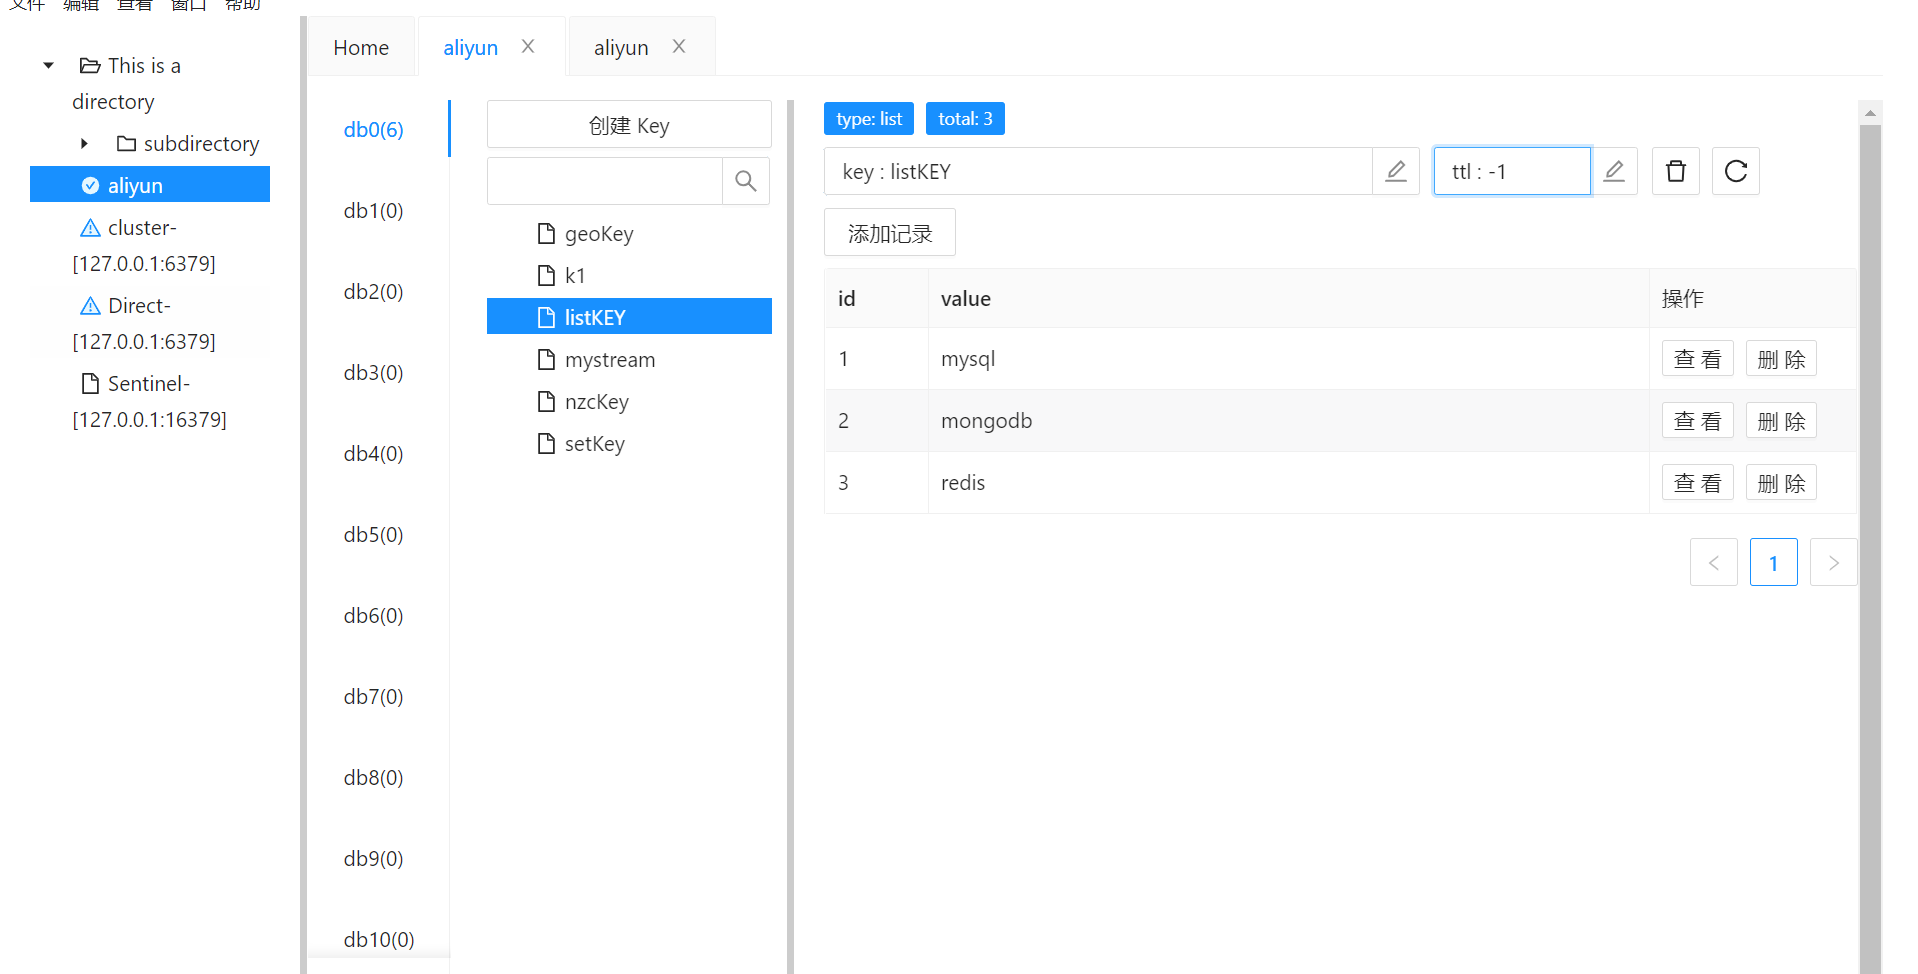 文件 编辑 查看 窗口 帮助
This is a
directory
subdirectory
aliyun
cluster-
[127.0.0.1:6379]
Direct-
[127.0.0.1:6379]
Sentinel-
[127.0.0.1:16379]
Home aliyun aliyun
db0(6)
db1(0)
db2(0)
db3(0)
db4(0)
db5(0)
db6(0)
db7(0)
db8(0)
db9(0)
db10(0)
创建 Key
geoKey
k1
listKEY
mystream
nzcKey
setKey
type: list total: 3
key : listKEY ttl : -1
添加记录
id value 操作
1 mysql 查 看 删 除
2 mongodb 查 看 删 除
3 redis 查 看 删 除
< 1 >